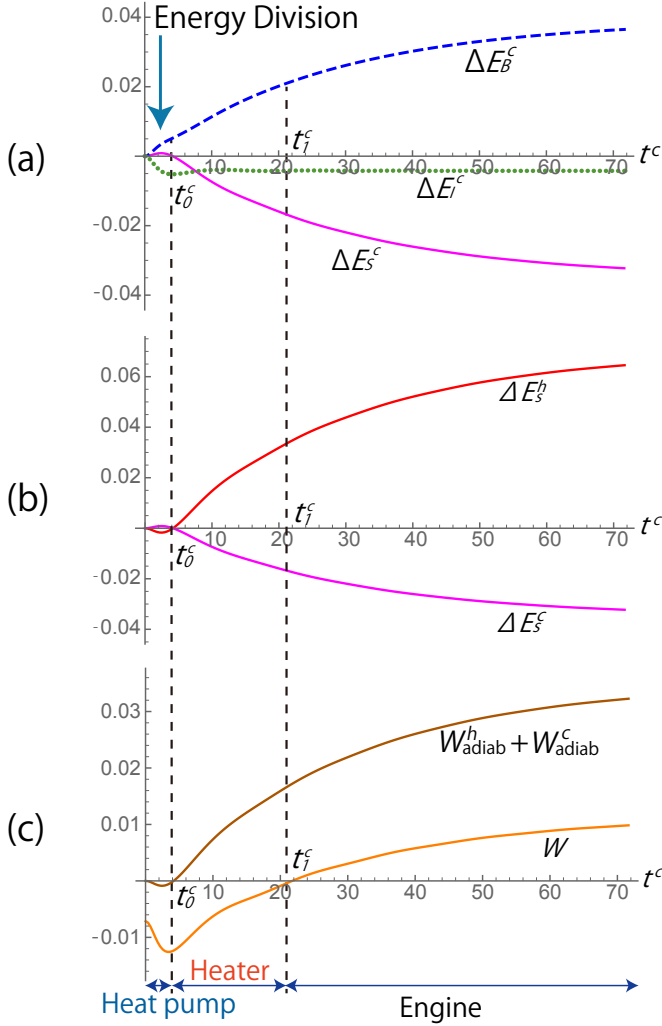 Energy Division
0.04
0.02
ΔE_B^c
t_1^c
t^c
(a)
10 20 30 40 50 60 70
t_0^c
ΔE_I^c
-0.02
ΔE_S^c
-0.04
0.06
ΔE_S^h
0.04
(b)
0.02
t_1^c
t^c
10 20 30 40 50 60 70
t_0^c
-0.02
ΔE_S^c
-0.04
0.03
W_adiab^h + W_adiab^c
0.02
(c)
0.01
W
t_1^c
t^c
10 20 30 40 50 60 70
t_0^c
-0.01
Heater
Heat pump
Engine